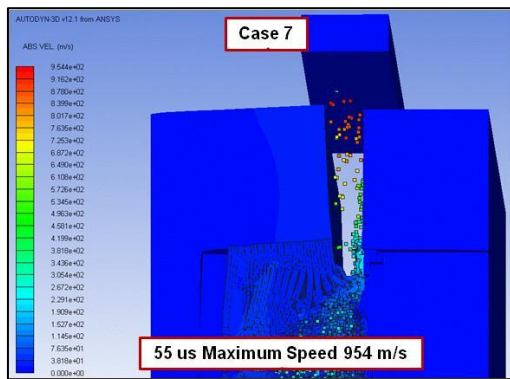 AUTODYN-3D v12.1 from ANSYS
Case 7
ABS VEL. (m/s)
9.544e+02
9.162e+02
8.780e+02
8.399e+02
8.017e+02
7.635e+02
7.253e+02
6.872e+02
6.490e+02
6.108e+02
5.726e+02
5.345e+02
4.963e+02
4.581e+02
4.199e+02
3.818e+02
3.436e+02
3.054e+02
2.672e+02
2.291e+02
1.909e+02
1.527e+02
1.145e+02
7.635e+01
3.818e+01
0.000e+00
55 us Maximum Speed 954 m/s